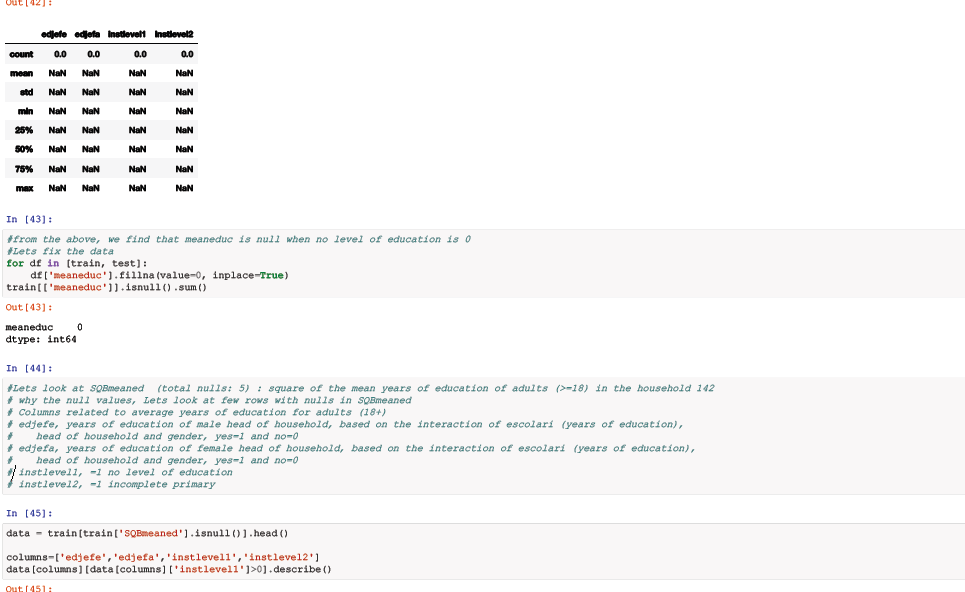 Out[42]:
edjefe edjefa instlevel1 instlevel2
count 0.0 0.0 0.0 0.0
mean NaN NaN NaN NaN
std NaN NaN NaN NaN
min NaN NaN NaN NaN
25% NaN NaN NaN NaN
50% NaN NaN NaN NaN
75% NaN NaN NaN NaN
max NaN NaN NaN NaN
In [43]:
#from the above, we find that meaneduc is null when no level of education is 0
#Lets fix the data
for df in [train, test]:
    df['meaneduc'].fillna(value=0, inplace=True)
train[['meaneduc']].isnull().sum()
Out[43]:
meaneduc    0
dtype: int64
In [44]:
#Lets look at SQBmeaned  (total nulls: 5) : square of the mean years of education of adults (>=18) in the household 142
# why the null values, Lets look at few rows with nulls in SQBmeaned
# Columns related to average years of education for adults (18+)
# edjefe, years of education of male head of household, based on the interaction of escolari (years of education),
#    head of household and gender, yes=1 and no=0
# edjefa, years of education of female head of household, based on the interaction of escolari (years of education),
#    head of household and gender, yes=1 and no=0
# instlevel1, =1 no level of education
# instlevel2, =1 incomplete primary
In [45]:
data = train[train['SQBmeaned'].isnull()].head()
columns=['edjefe','edjefa','instlevel1','instlevel2']
data[columns][data[columns]['instlevel1']>0].describe()
Out[45]: